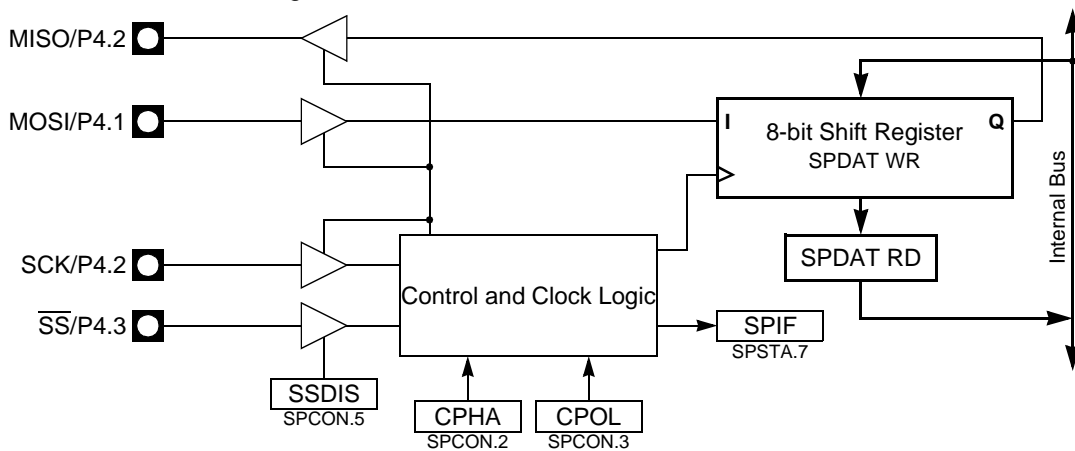 MISO/P4.2
MOSI/P4.1
I
8-bit Shift Register
Q
SPDAT WR
Internal Bus
SCK/P4.2
SPDAT RD
Control and Clock Logic
SS/P4.3
SPIF
SPSTA.7
SSDIS
SPCON.5
CPHA
SPCON.2
CPOL
SPCON.3